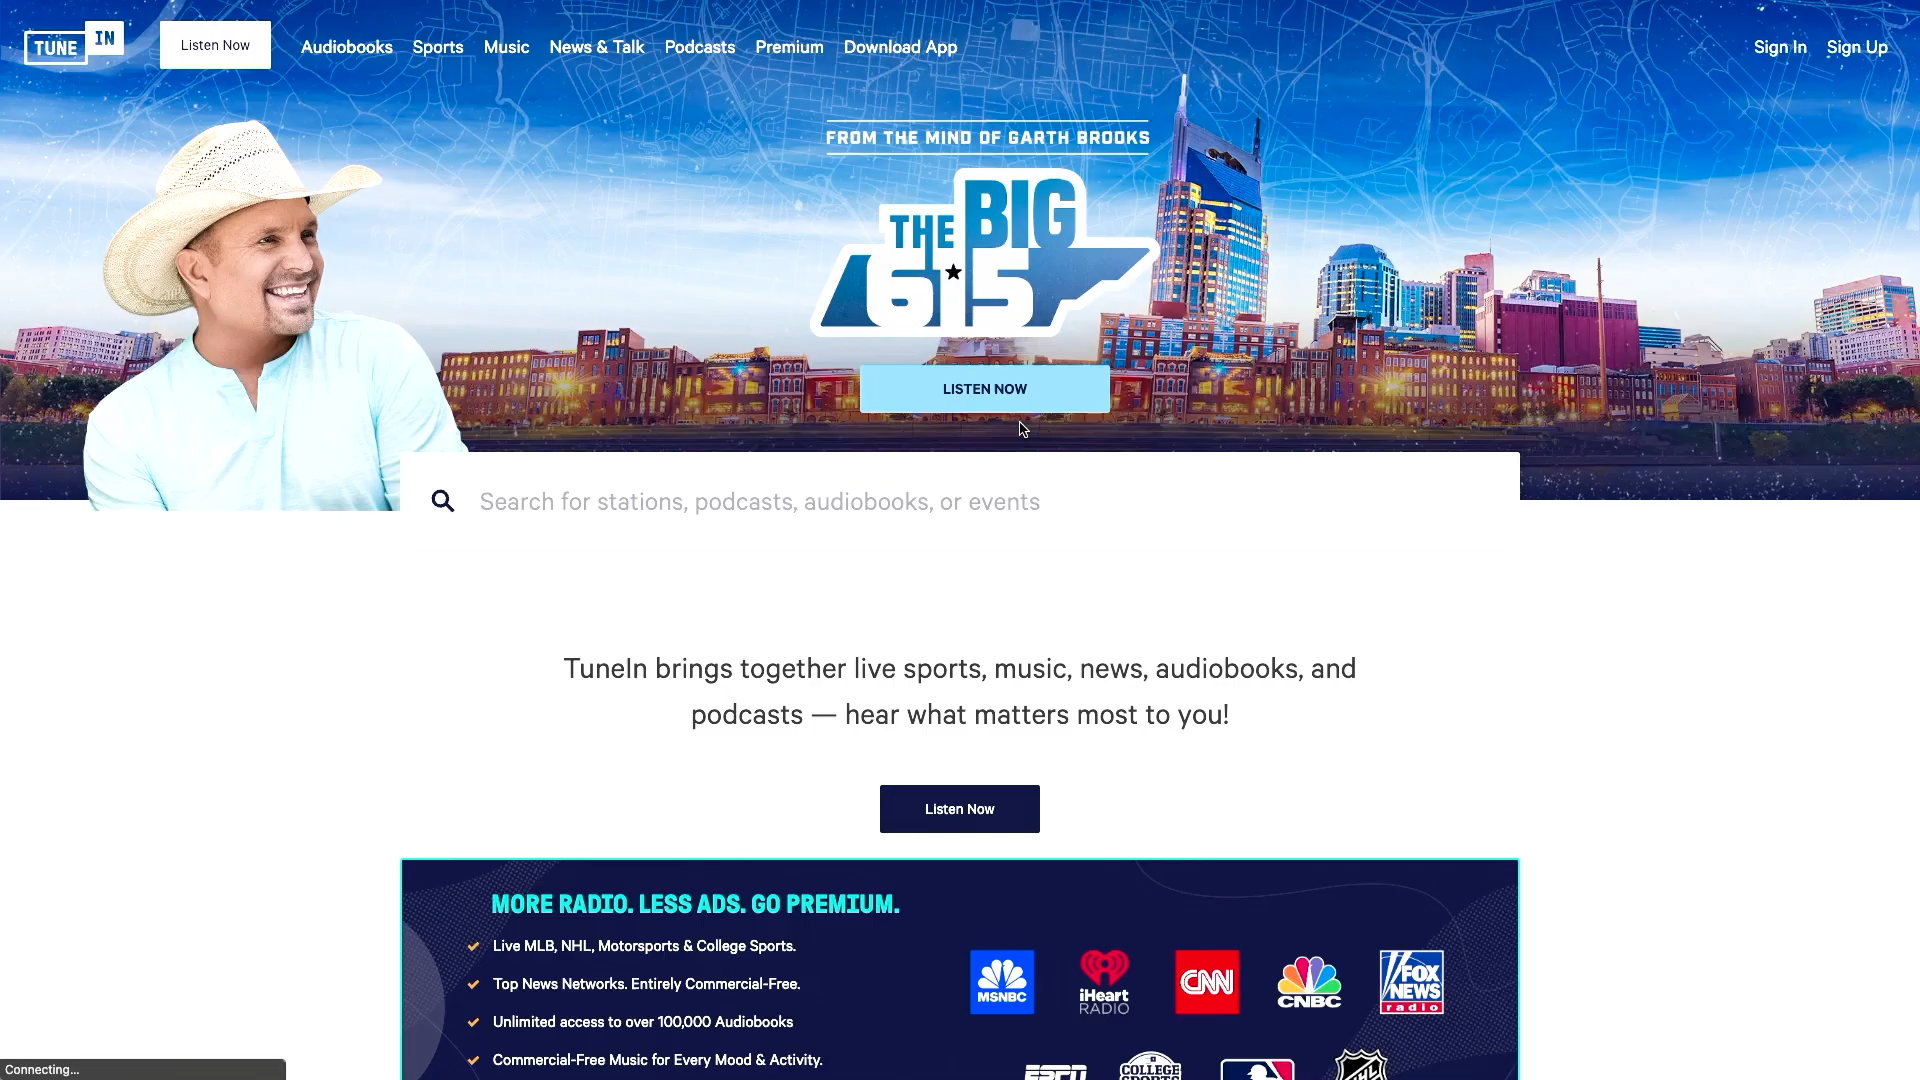 TUNE IN
Listen Now
Audiobooks Sports Music News & Talk Podcasts Premium Download App
Sign In Sign Up
FROM THE MIND OF GARTH BROOKS
THE BIG
615
LISTEN NOW
Search for stations, podcasts, audiobooks, or events
TuneIn brings together live sports, music, news, audiobooks, and
podcasts — hear what matters most to you!
Listen Now
MORE RADIO. LESS ADS. GO PREMIUM.
Live MLB, NHL, Motorsports & College Sports.
Top News Networks. Entirely Commercial-Free.
Unlimited access to over 100,000 Audiobooks
Commercial-Free Music for Every Mood & Activity.
MSNBC
iHeart
RADIO
CNN
CNBC
FOX
NEWS
radio
ESPN
COLLEGE
SPORTS
NHL
Connecting...